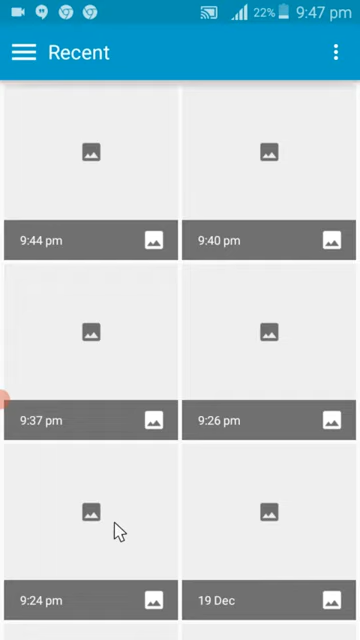 22% 9:47 pm
Recent
9:44 pm
9:40 pm
9:37 pm
9:26 pm
9:24 pm
19 Dec